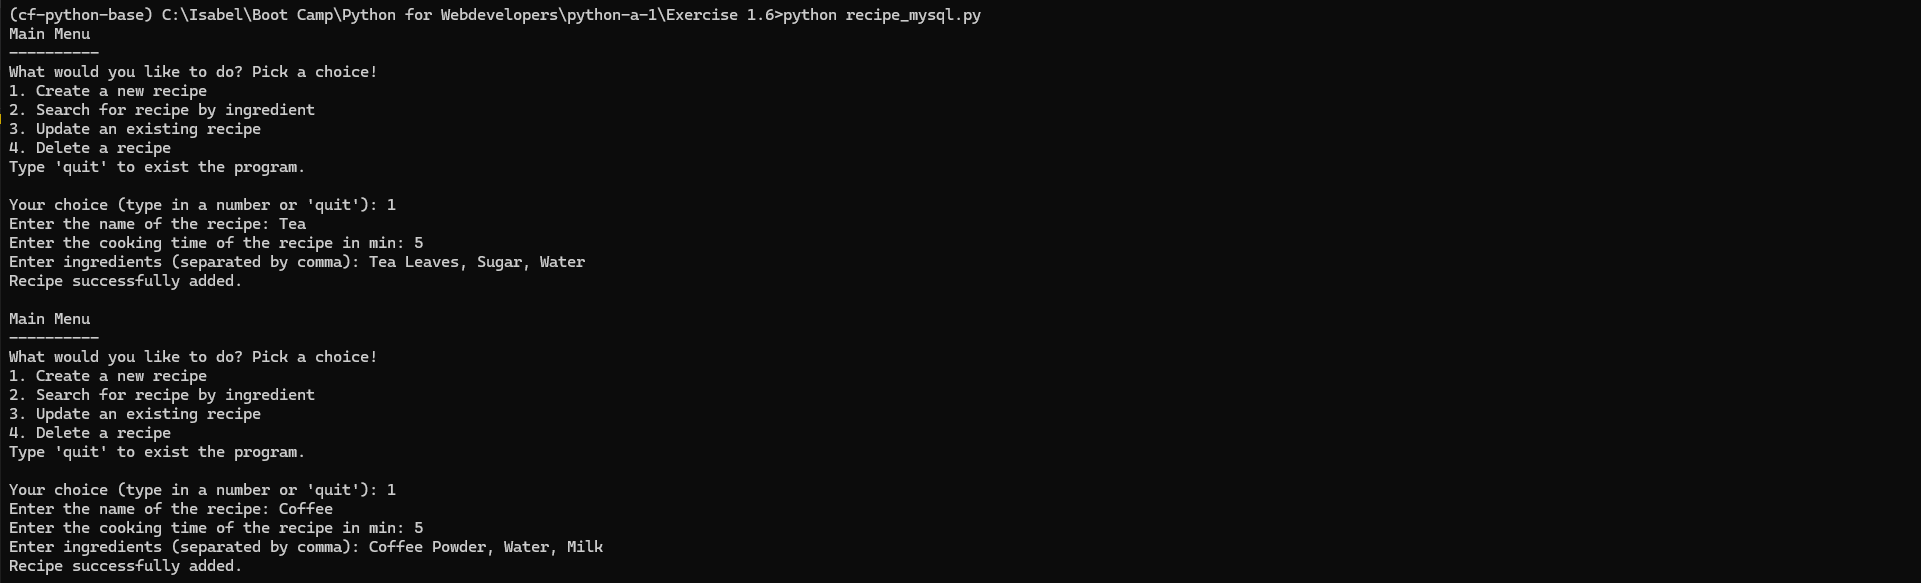 (cf-python-base) C:\Isabel\Boot Camp\Python for Webdevelopers\python-a-1\Exercise 1.6>python recipe_mysql.py
Main Menu
----------
What would you like to do? Pick a choice!
1. Create a new recipe
2. Search for recipe by ingredient
3. Update an existing recipe
4. Delete a recipe
Type 'quit' to exist the program.
Your choice (type in a number or 'quit'): 1
Enter the name of the recipe: Tea
Enter the cooking time of the recipe in min: 5
Enter ingredients (separated by comma): Tea Leaves, Sugar, Water
Recipe successfully added.
Main Menu
----------
What would you like to do? Pick a choice!
1. Create a new recipe
2. Search for recipe by ingredient
3. Update an existing recipe
4. Delete a recipe
Type 'quit' to exist the program.
Your choice (type in a number or 'quit'): 1
Enter the name of the recipe: Coffee
Enter the cooking time of the recipe in min: 5
Enter ingredients (separated by comma): Coffee Powder, Water, Milk
Recipe successfully added.